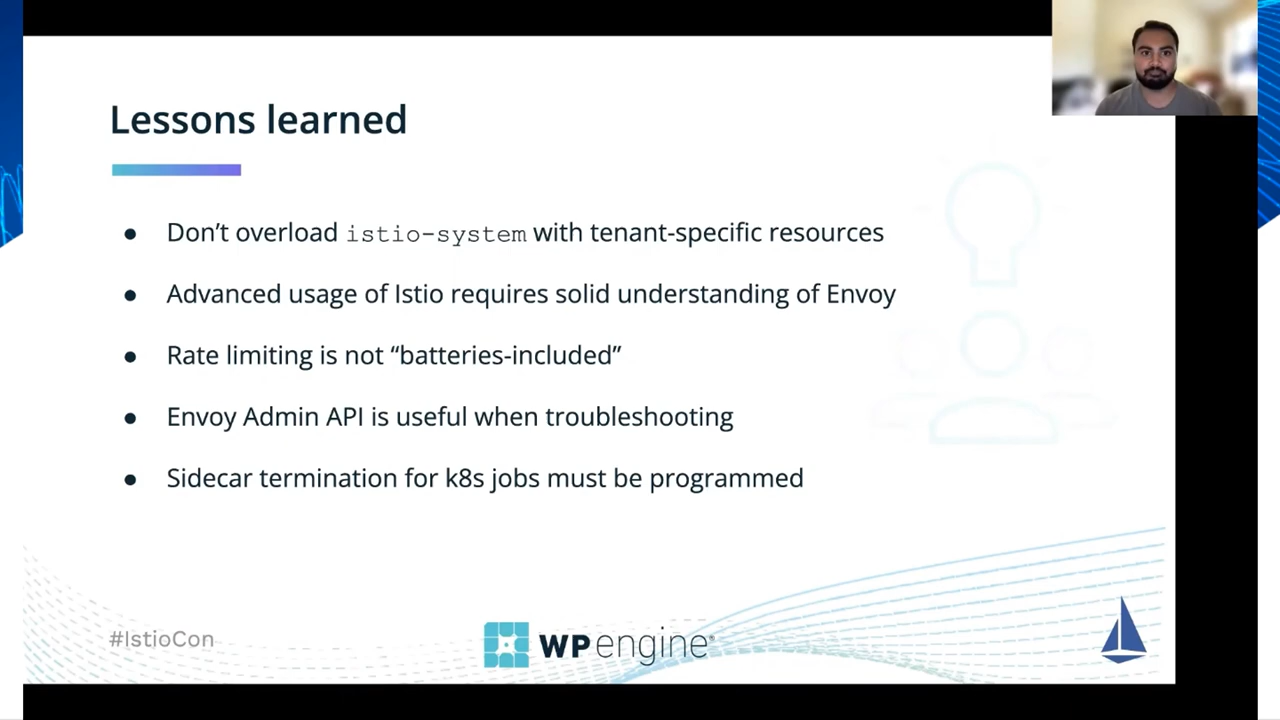 Lessons learned
● Don’t overload istio-system with tenant-specific resources
● Advanced usage of Istio requires solid understanding of Envoy
● Rate limiting is not “batteries-included”
● Envoy Admin API is useful when troubleshooting
● Sidecar termination for k8s jobs must be programmed
#IstioCon
WP engine®